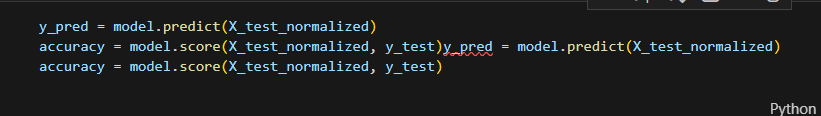 y_pred = model.predict(X_test_normalized)
accuracy = model.score(X_test_normalized, y_test)y_pred = model.predict(X_test_normalized)
accuracy = model.score(X_test_normalized, y_test)
Python